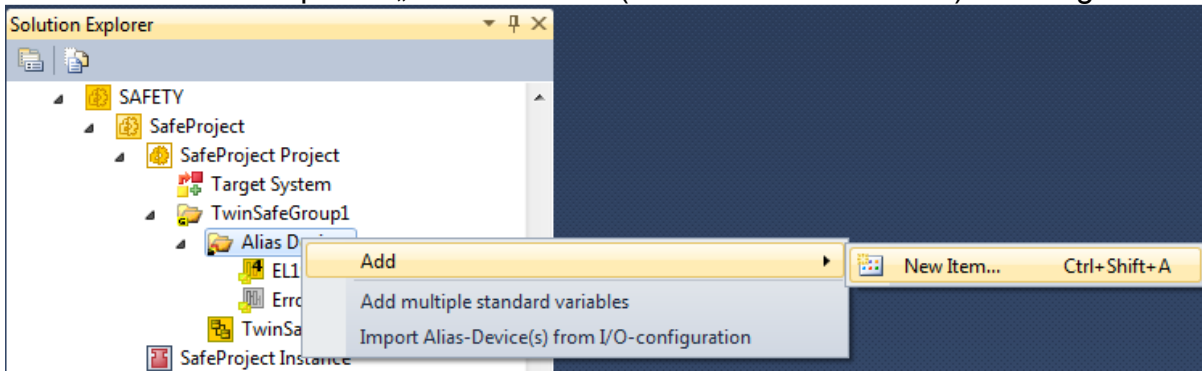 Solution Explorer
SAFETY
SafeProject
SafeProject Project
Target System
TwinSafeGroup1
Alias D
EL1
Erro
TwinSa
SafeProject Instance
Add
Add multiple standard variables
Import Alias-Device(s) from I/O-configuration
New Item... Ctrl+Shift+A